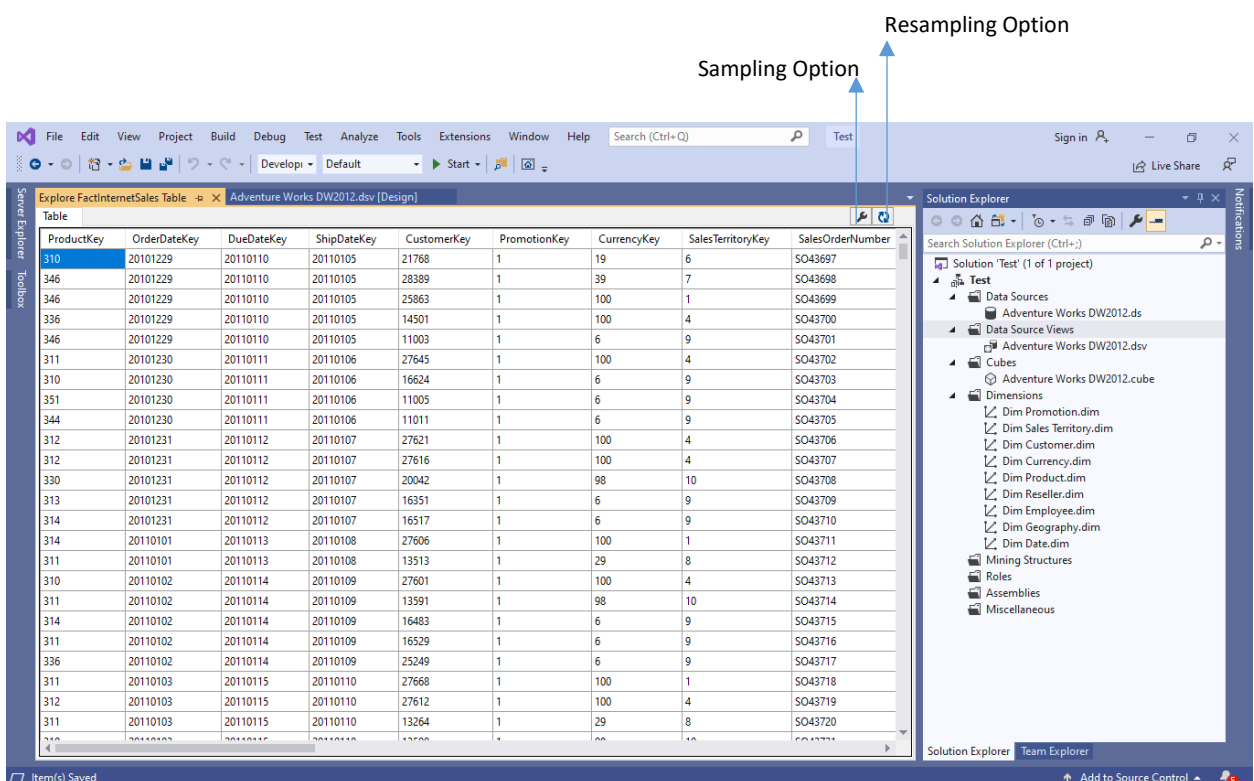 Resampling Option
Sampling Option
File Edit View Project Build Debug Test Analyze Tools Extensions Window Help Search (Ctrl+Q) Test Sign in
Developı Default Start Live Share
Server Explorer
Toolbox
Explore FactInternetSales Table Adventure Works DW2012.dsv [Design]
Table
ProductKey OrderDateKey DueDateKey ShipDateKey CustomerKey PromotionKey CurrencyKey SalesTerritoryKey SalesOrderNumber
310 20101229 20110110 20110105 21768 1 19 6 SO43697
346 20101229 20110110 20110105 28389 1 39 7 SO43698
346 20101229 20110110 20110105 25863 1 100 1 SO43699
336 20101229 20110110 20110105 14501 1 100 4 SO43700
346 20101229 20110110 20110105 11003 1 6 9 SO43701
311 20101230 20110111 20110106 27645 1 100 4 SO43702
310 20101230 20110111 20110106 16624 1 6 9 SO43703
351 20101230 20110111 20110106 11005 1 6 9 SO43704
344 20101230 20110111 20110106 11011 1 6 9 SO43705
312 20101231 20110112 20110107 27621 1 100 4 SO43706
312 20101231 20110112 20110107 27616 1 100 4 SO43707
330 20101231 20110112 20110107 20042 1 98 10 SO43708
313 20101231 20110112 20110107 16351 1 6 9 SO43709
314 20101231 20110112 20110107 16517 1 6 9 SO43710
314 20110101 20110113 20110108 27606 1 100 1 SO43711
311 20110101 20110113 20110108 13513 1 29 8 SO43712
310 20110102 20110114 20110109 27601 1 100 4 SO43713
311 20110102 20110114 20110109 13591 1 98 10 SO43714
314 20110102 20110114 20110109 16483 1 6 9 SO43715
311 20110102 20110114 20110109 16529 1 6 9 SO43716
336 20110102 20110114 20110109 25249 1 6 9 SO43717
311 20110103 20110115 20110110 27668 1 100 1 SO43718
312 20110103 20110115 20110110 27612 1 100 4 SO43719
311 20110103 20110115 20110110 13264 1 29 8 SO43720
Solution Explorer
Search Solution Explorer (Ctrl+;)
Solution 'Test' (1 of 1 project)
Test
Data Sources
Adventure Works DW2012.ds
Data Source Views
Adventure Works DW2012.dsv
Cubes
Adventure Works DW2012.cube
Dimensions
Dim Promotion.dim
Dim Sales Territory.dim
Dim Customer.dim
Dim Currency.dim
Dim Product.dim
Dim Reseller.dim
Dim Employee.dim
Dim Geography.dim
Dim Date.dim
Mining Structures
Roles
Assemblies
Miscellaneous
Solution Explorer Team Explorer
Notifications
Item(s) Saved Add to Source Control 5